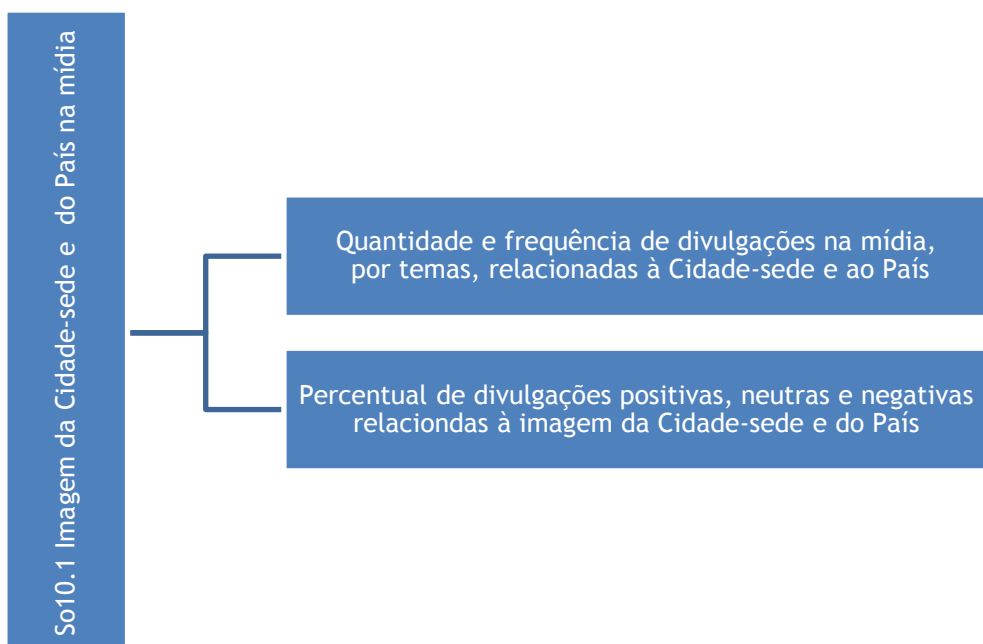 So10.1 Imagem da Cidade-sede e do País na mídia
Quantidade e frequência de divulgações na mídia,
por temas, relacionadas à Cidade-sede e ao País
Percentual de divulgações positivas, neutras e negativas
relaciondas à imagem da Cidade-sede e do País